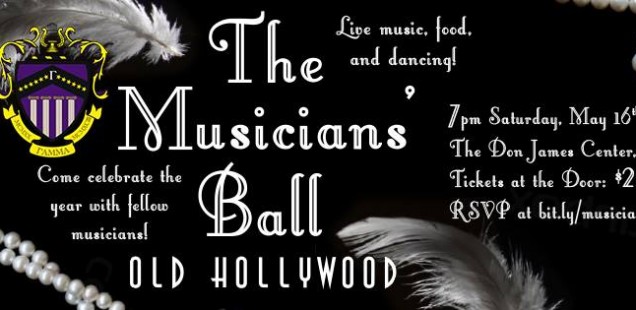 The
Musicians'
Ball
OLD HOLLYWOOD
Live music, food,
and dancing!
7pm Saturday, May 16th
The Don James Center,
Tickets at the Door: $2
RSVP at bit.ly/musicia
Come celebrate the
year with fellow
musicians!
Γ
ΓΑΜΜΑ